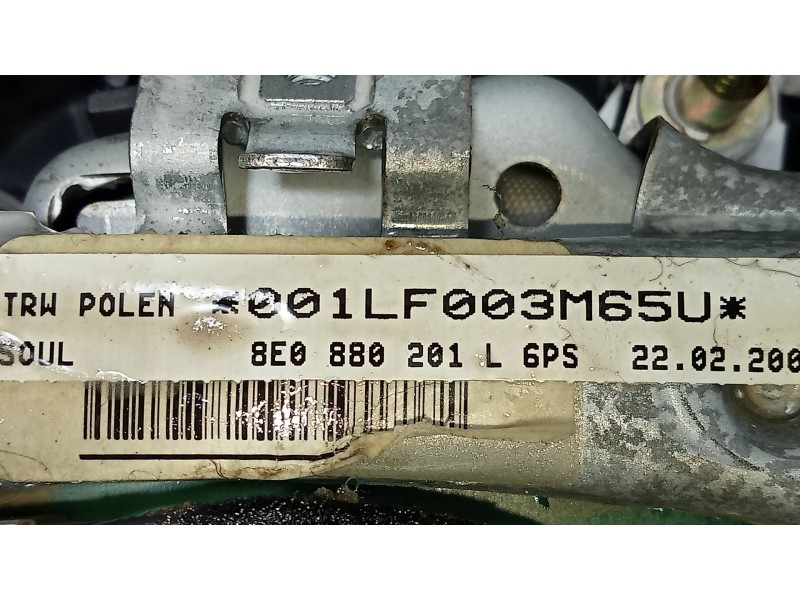 TRW POLEN *001LF003M65U*
SOUL 8E0 880 201 L 6PS 22.02.200